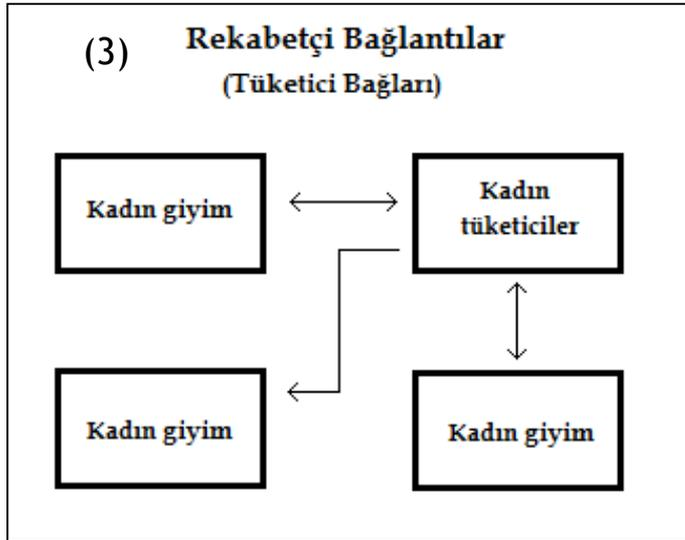 (3)
Rekabetçi Bağlantılar
(Tüketici Bağları)
Kadın giyim
Kadın
tüketiciler
Kadın giyim
Kadın giyim